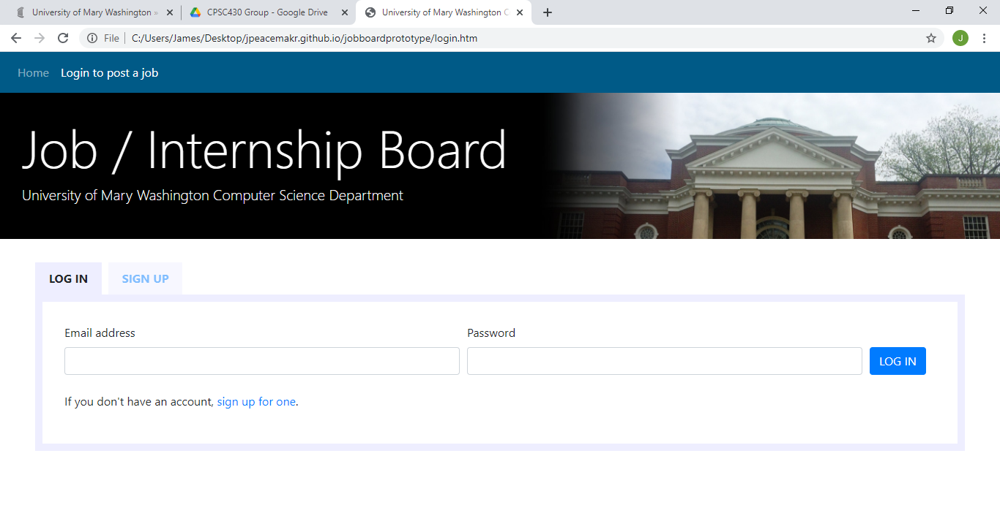 University of Mary Washington »
CPSC430 Group - Google Drive
University of Mary Washington C
File
C:/Users/James/Desktop/jpeacemakr.github.io/jobboardprototype/login.htm
J
Home
Login to post a job
Job / Internship Board
University of Mary Washington Computer Science Department
LOG IN
SIGN UP
Email address
Password
LOG IN
If you don't have an account, sign up for one.